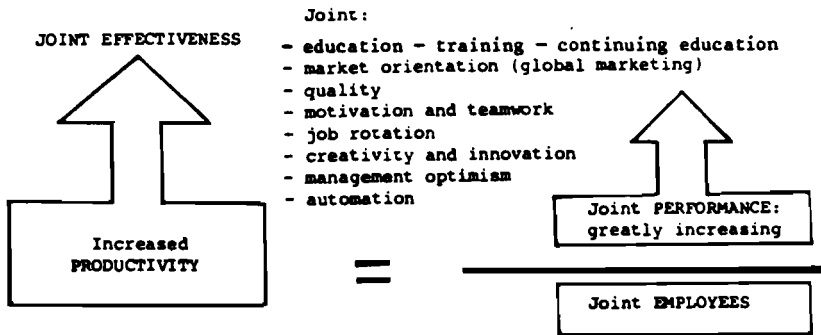 Joint:
JOINT EFFECTIVENESS
- education - training - continuing education
- market orientation (global marketing)
- quality
- motivation and teamwork
- job rotation
- creativity and innovation
- management optimism
- automation
Joint PERFORMANCE:
greatly increasing
Increased
PRODUCTIVITY
=
Joint EMPLOYEES